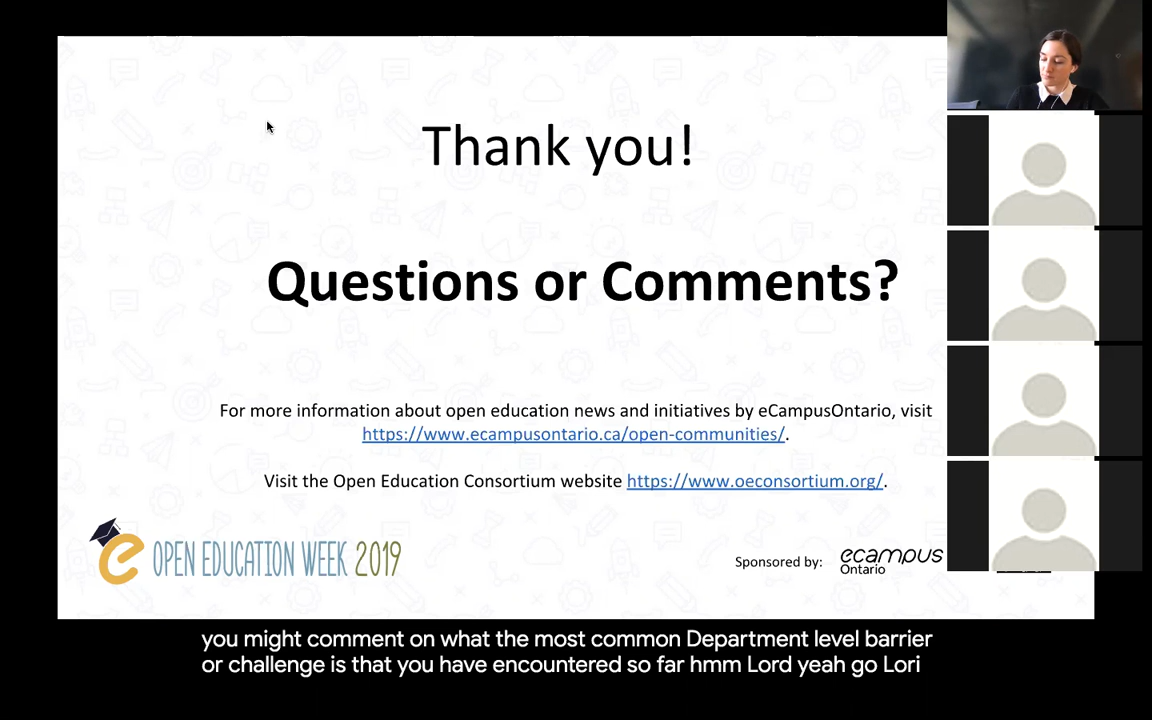 Thank you!
Questions or Comments?
For more information about open education news and initiatives by eCampusOntario, visit
https://www.ecampusontario.ca/open-communities/.
Visit the Open Education Consortium website https://www.oeconsortium.org/.
e OPEN EDUCATION WEEK 2019
Sponsored by: ecampus
Ontario
you might comment on what the most common Department level barrier
or challenge is that you have encountered so far hmm Lord yeah go Lori